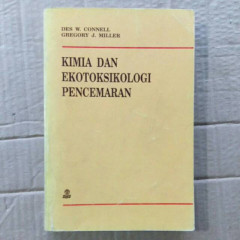 DES W. CONNELL
GREGORY J. MILLER
KIMIA DAN
EKOTOKSIKOLOGI
PENCEMARAN